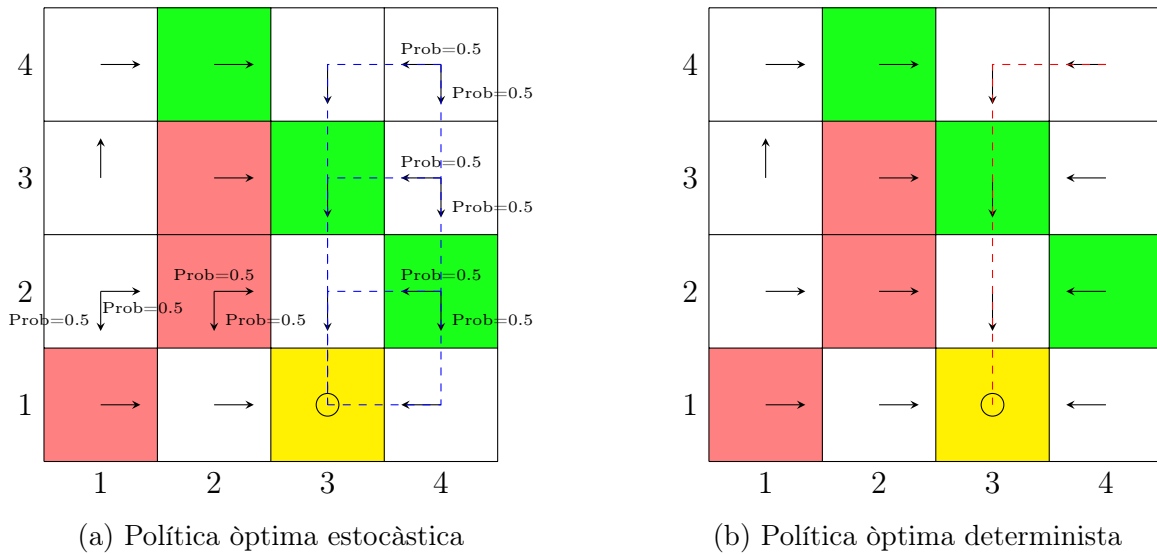 4 Prob=0.5 4
Prob=0.5
3 Prob=0.5 3
Prob=0.5
2 Prob=0.5 Prob=0.5 2
Prob=0.5 Prob=0.5 Prob=0.5 Prob=0.5
1 1
1 2 3 4 1 2 3 4
(a) Política òptima estocàstica
(b) Política òptima determinista